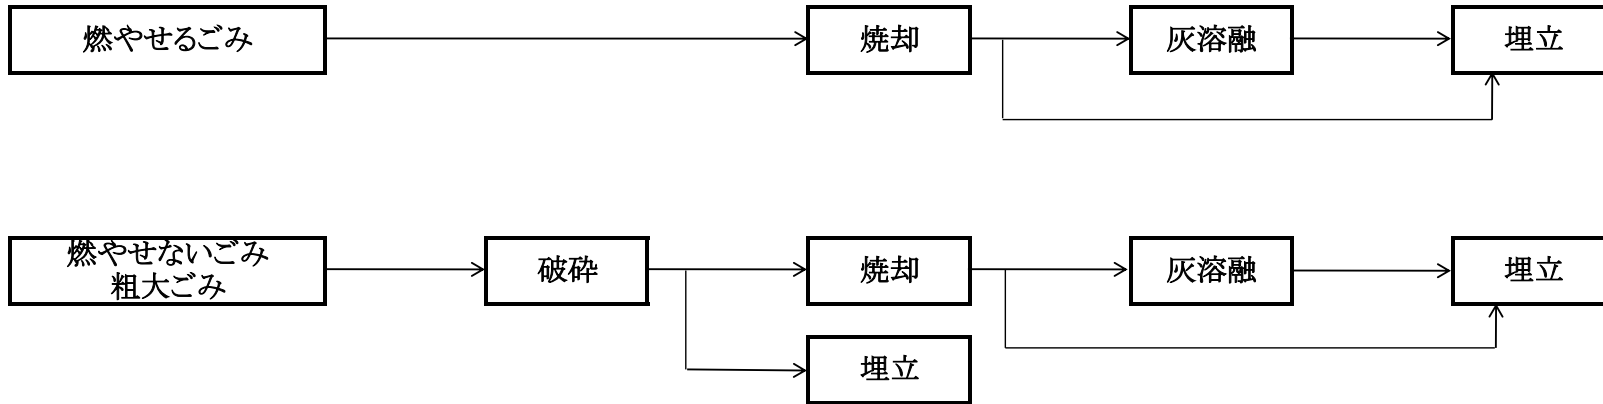 燃やせるごみ
焼却
灰溶融
埋立
燃やせないごみ
粗大ごみ
破砕
焼却
灰溶融
埋立
埋立